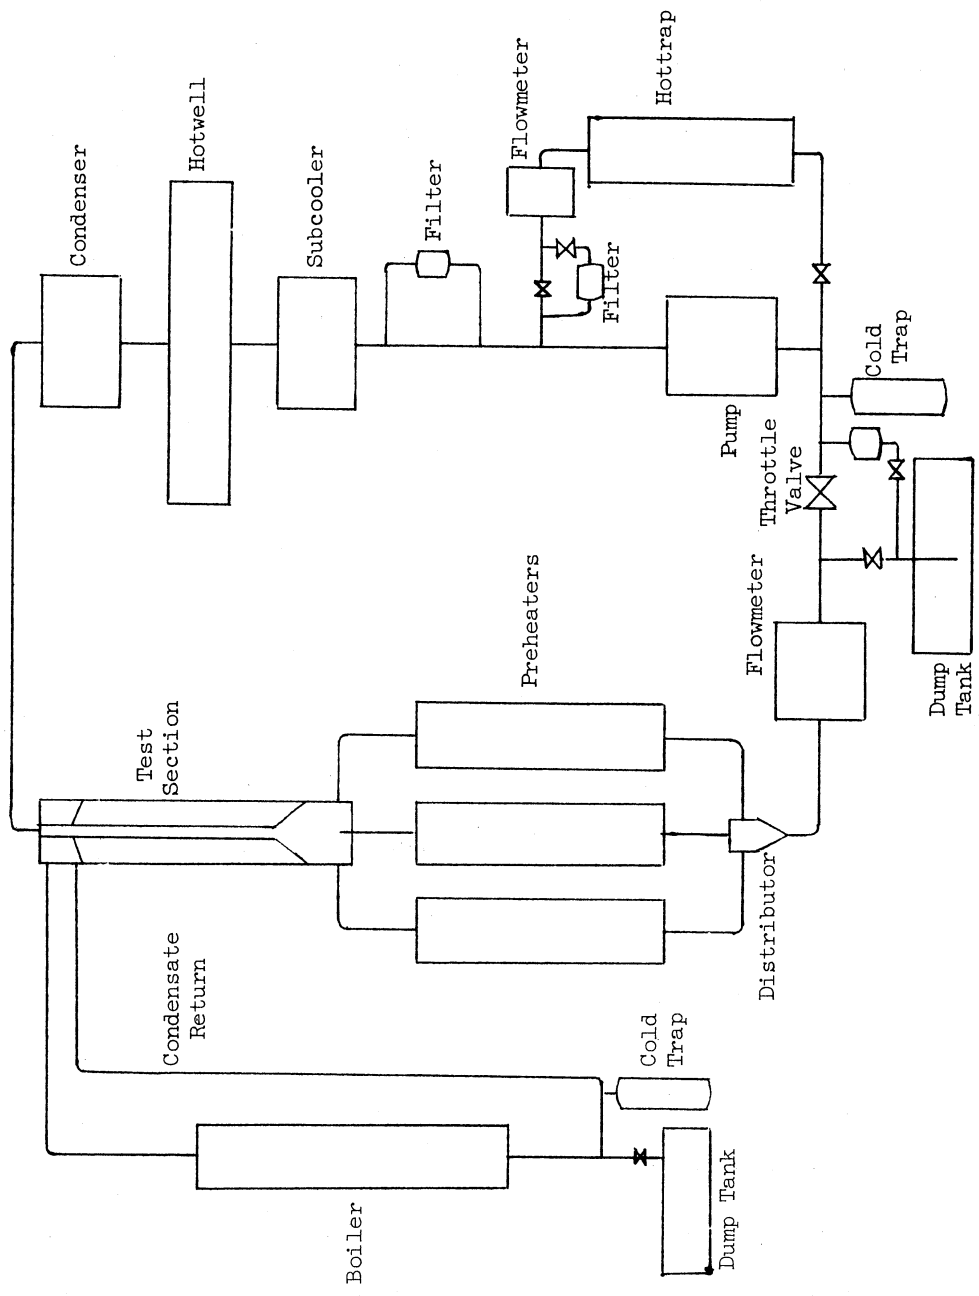 Condenser
Hotwell
Subcooler
Filter
Flowmeter
Hottrap
Filter
Pump
Cold
Trap
Throttle
Valve
Flowmeter
Dump
Tank
Test
Section
Preheaters
Distributor
Condensate
Return
Cold
Trap
Boiler
Dump Tank